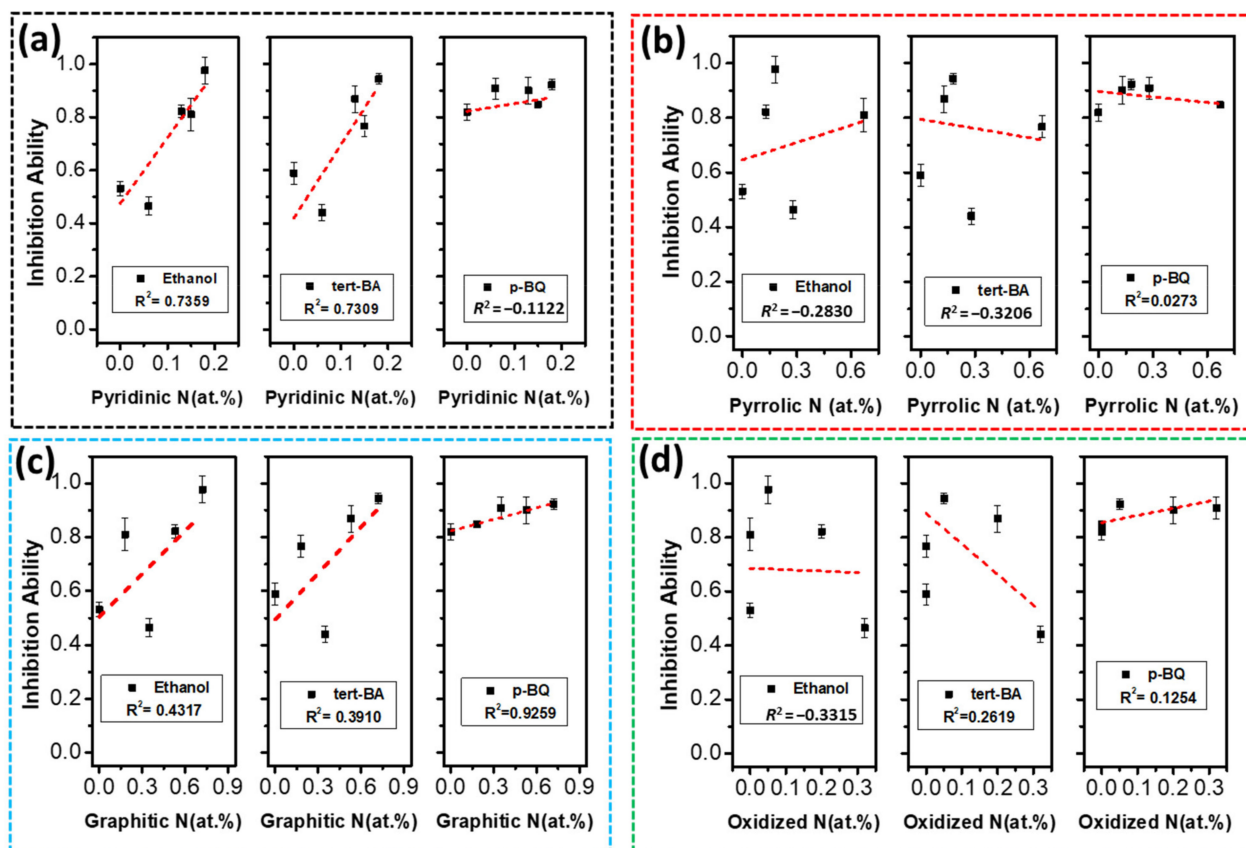 (a)
Inhibition Ability
1.0
0.8
0.6
0.4
0.2
0.0
Ethanol
R²= 0.7359
tert-BA
R²= 0.7309
p-BQ
R²=−0.1122
0.0 0.1 0.2
0.0 0.1 0.2
0.0 0.1 0.2
Pyridinic N(at.%)
Pyridinic N(at.%)
Pyridinic N(at.%)
(b)
Inhibition Ability
1.0
0.8
0.6
0.4
0.2
0.0
Ethanol
R²=−0.2830
tert-BA
R²=−0.3206
p-BQ
R²=0.0273
0.0 0.3 0.6
0.0 0.3 0.6
0.0 0.3 0.6
Pyrrolic N (at.%)
Pyrrolic N (at.%)
Pyrrolic N (at.%)
(c)
Inhibition Ability
1.0
0.8
0.6
0.4
0.2
0.0
Ethanol
R²= 0.4317
tert-BA
R²= 0.3910
p-BQ
R²=0.9259
0.0 0.3 0.6 0.9
0.0 0.3 0.6 0.9
0.0 0.3 0.6 0.9
Graphitic N(at.%)
Graphitic N(at.%)
Graphitic N(at.%)
(d)
Inhibition Ability
1.0
0.8
0.6
0.4
0.2
0.0
Ethanol
R²=−0.3315
tert-BA
R²=0.2619
p-BQ
R²= 0.1254
0.0 0.1 0.2 0.3
0.0 0.1 0.2 0.3
0.0 0.1 0.2 0.3
Oxidized N(at.%)
Oxidized N(at.%)
Oxidized N(at.%)